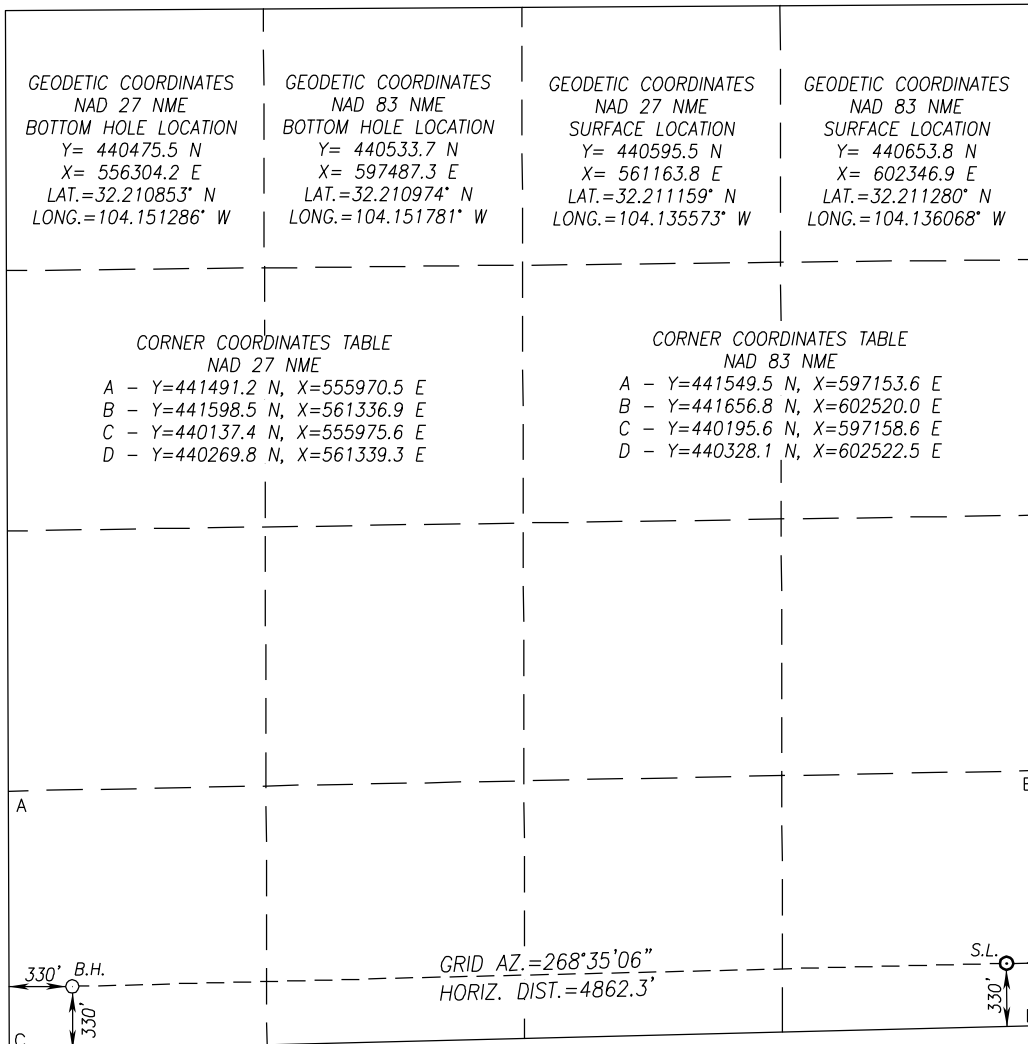 GEODETIC COORDINATES
NAD 27 NME
BOTTOM HOLE LOCATION
Y= 440475.5 N
X= 556304.2 E
LAT.=32.210853° N
LONG.=104.151286° W
GEODETIC COORDINATES
NAD 83 NME
BOTTOM HOLE LOCATION
Y= 440533.7 N
X= 597487.3 E
LAT.=32.210974° N
LONG.=104.151781° W
GEODETIC COORDINATES
NAD 27 NME
SURFACE LOCATION
Y= 440595.5 N
X= 561163.8 E
LAT.=32.211159° N
LONG.=104.135573° W
GEODETIC COORDINATES
NAD 83 NME
SURFACE LOCATION
Y= 440653.8 N
X= 602346.9 E
LAT.=32.211280° N
LONG.=104.136068° W
CORNER COORDINATES TABLE
NAD 27 NME
A - Y=441491.2 N, X=555970.5 E
B - Y=441598.5 N, X=561336.9 E
C - Y=440137.4 N, X=555975.6 E
D - Y=440269.8 N, X=561339.3 E
CORNER COORDINATES TABLE
NAD 83 NME
A - Y=441549.5 N, X=597153.6 E
B - Y=441656.8 N, X=602520.0 E
C - Y=440195.6 N, X=597158.6 E
D - Y=440328.1 N, X=602522.5 E
A
330' B.H.
330'
GRID AZ.=268°35'06"
HORIZ. DIST.=4862.3'
S.L.
330'
C